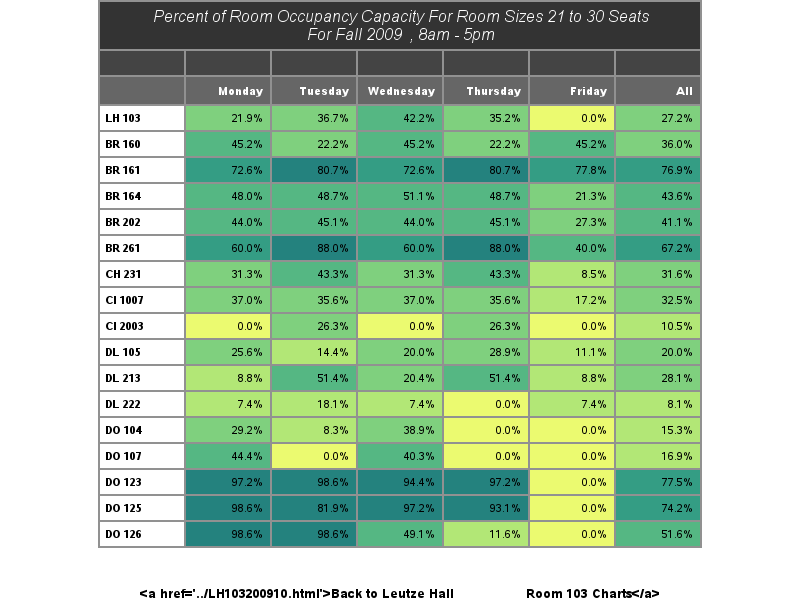 Percent of Room Occupancy Capacity For Room Sizes 21 to 30 Seats
For Fall 2009 , 8am - 5pm
Monday Tuesday Wednesday Thursday Friday All
LH 103 21.9% 36.7% 42.2% 35.2% 0.0% 27.2%
BR 160 45.2% 22.2% 45.2% 22.2% 45.2% 36.0%
BR 161 72.6% 80.7% 72.6% 80.7% 77.8% 76.9%
BR 164 48.0% 48.7% 51.1% 48.7% 21.3% 43.6%
BR 202 44.0% 45.1% 44.0% 45.1% 27.3% 41.1%
BR 261 60.0% 88.0% 60.0% 88.0% 40.0% 67.2%
CH 231 31.3% 43.3% 31.3% 43.3% 8.5% 31.6%
CI 1007 37.0% 35.6% 37.0% 35.6% 17.2% 32.5%
CI 2003 0.0% 26.3% 0.0% 26.3% 0.0% 10.5%
DL 105 25.6% 14.4% 20.0% 28.9% 11.1% 20.0%
DL 213 8.8% 51.4% 20.4% 51.4% 8.8% 28.1%
DL 222 7.4% 18.1% 7.4% 0.0% 7.4% 8.1%
DO 104 29.2% 8.3% 38.9% 0.0% 0.0% 15.3%
DO 107 44.4% 0.0% 40.3% 0.0% 0.0% 16.9%
DO 123 97.2% 98.6% 94.4% 97.2% 0.0% 77.5%
DO 125 98.6% 81.9% 97.2% 93.1% 0.0% 74.2%
DO 126 98.6% 98.6% 49.1% 11.6% 0.0% 51.6%
<a href='../LH103200910.html'>Back to Leutze Hall Room 103 Charts</a>